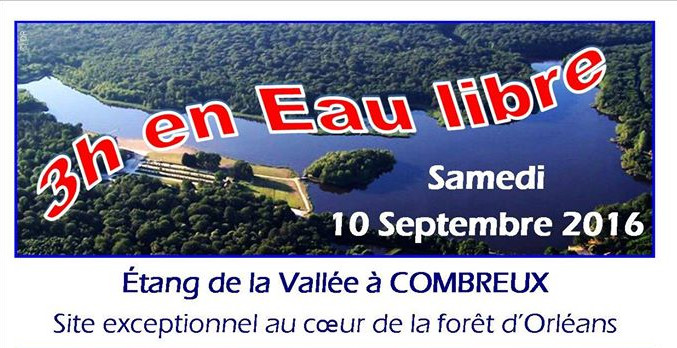 3h en Eau libre
Samedi
10 Septembre 2016
Étang de la Vallée à COMBREUX
Site exceptionnel au cœur de la forêt d'Orléans